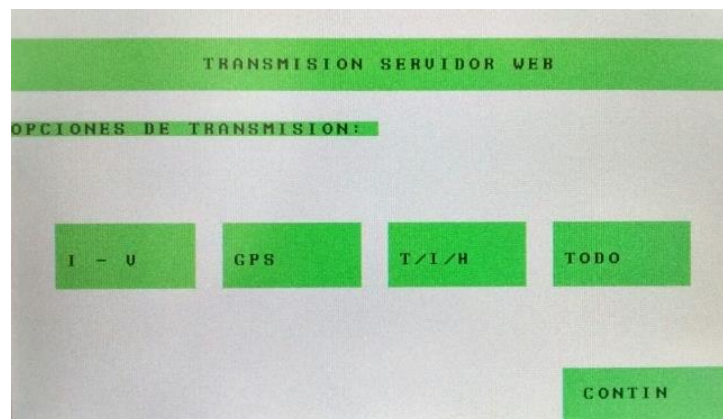 TRANSMISION SERVIDOR WEB
OPCIONES DE TRANSMISION:
I - V GPS T/I/H TODO
CONTIN